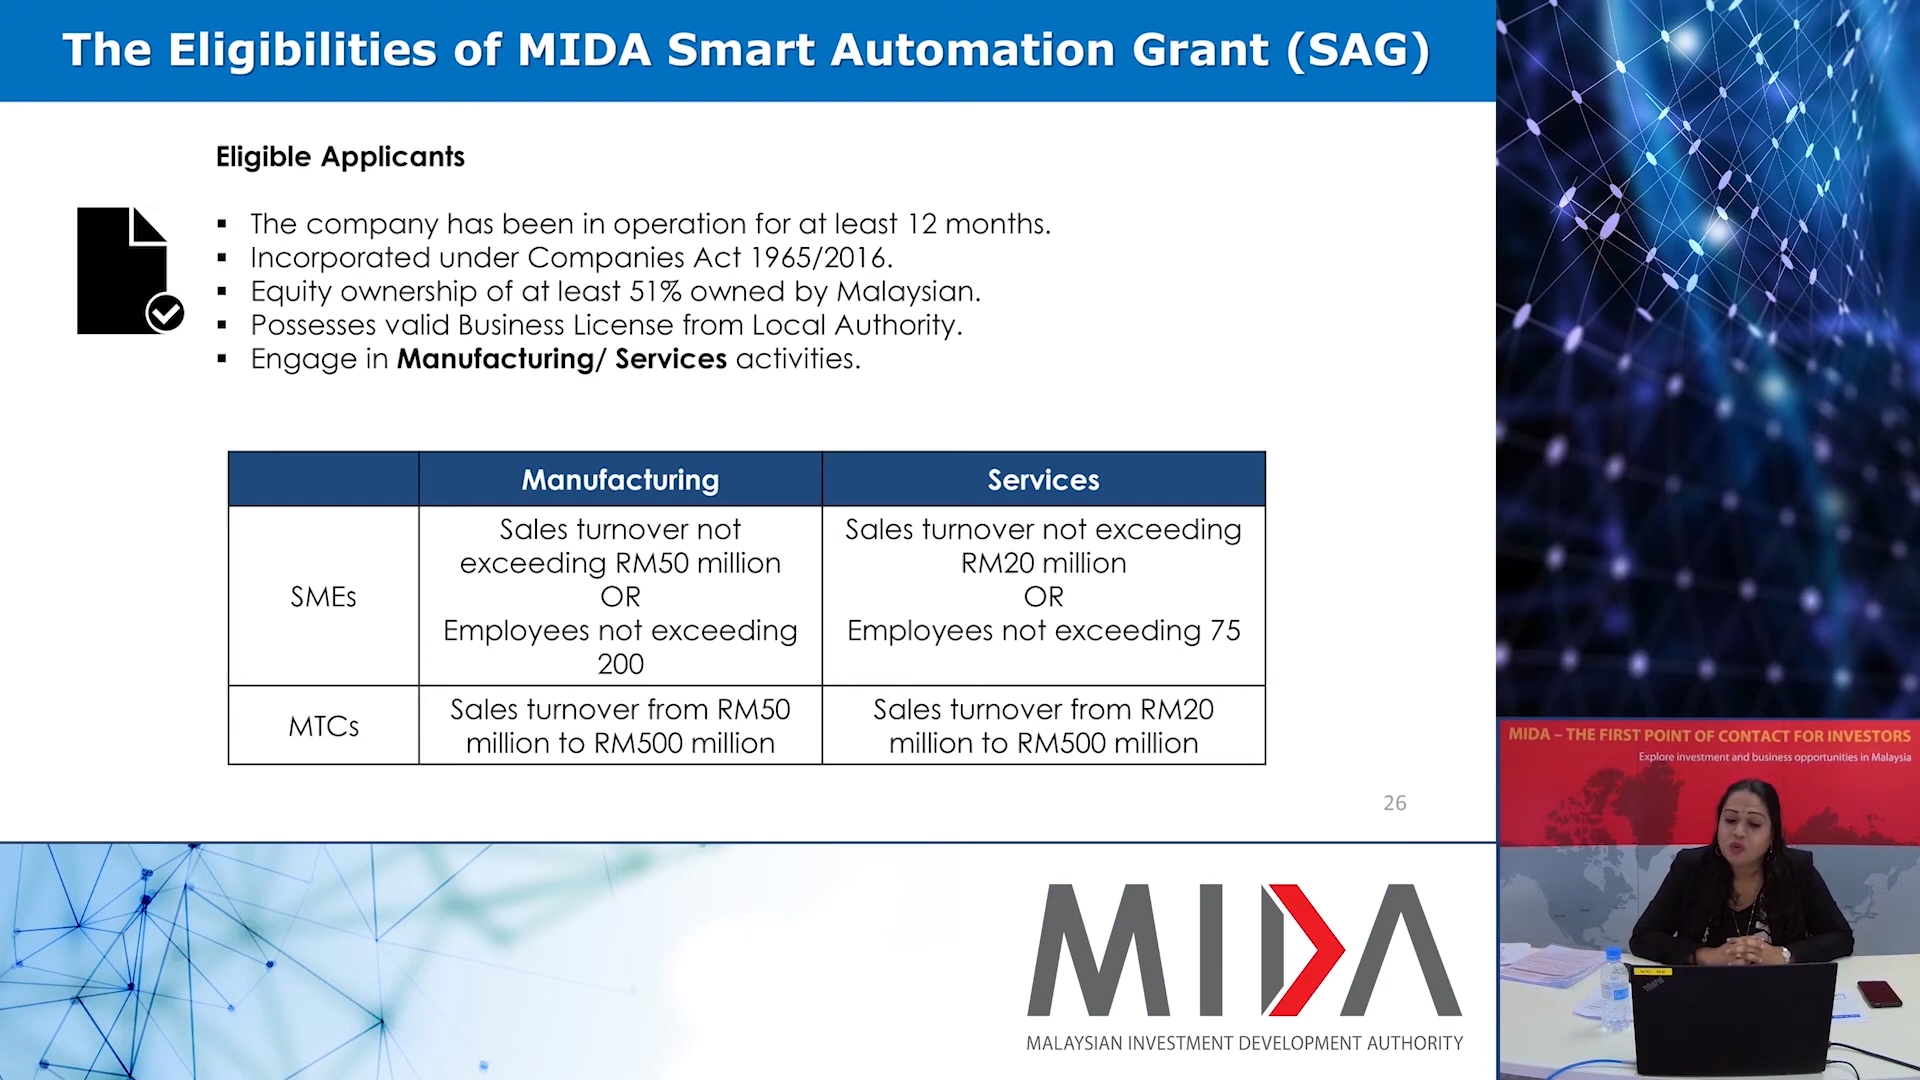 The Eligibilities of MIDA Smart Automation Grant (SAG)
Eligible Applicants
▪ The company has been in operation for at least 12 months.
▪ Incorporated under Companies Act 1965/2016.
▪ Equity ownership of at least 51% owned by Malaysian.
▪ Possesses valid Business License from Local Authority.
▪ Engage in Manufacturing/ Services activities.
Manufacturing
Services
SMEs
Sales turnover not
exceeding RM50 million
OR
Employees not exceeding
200
Sales turnover not exceeding
RM20 million
OR
Employees not exceeding 75
MTCs
Sales turnover from RM50
million to RM500 million
Sales turnover from RM20
million to RM500 million
26
MIDA
MALAYSIAN INVESTMENT DEVELOPMENT AUTHORITY
MIDA – THE FIRST POINT OF CONTACT FOR INVESTORS
Explore investment and business opportunities in Malaysia
ThinkPad